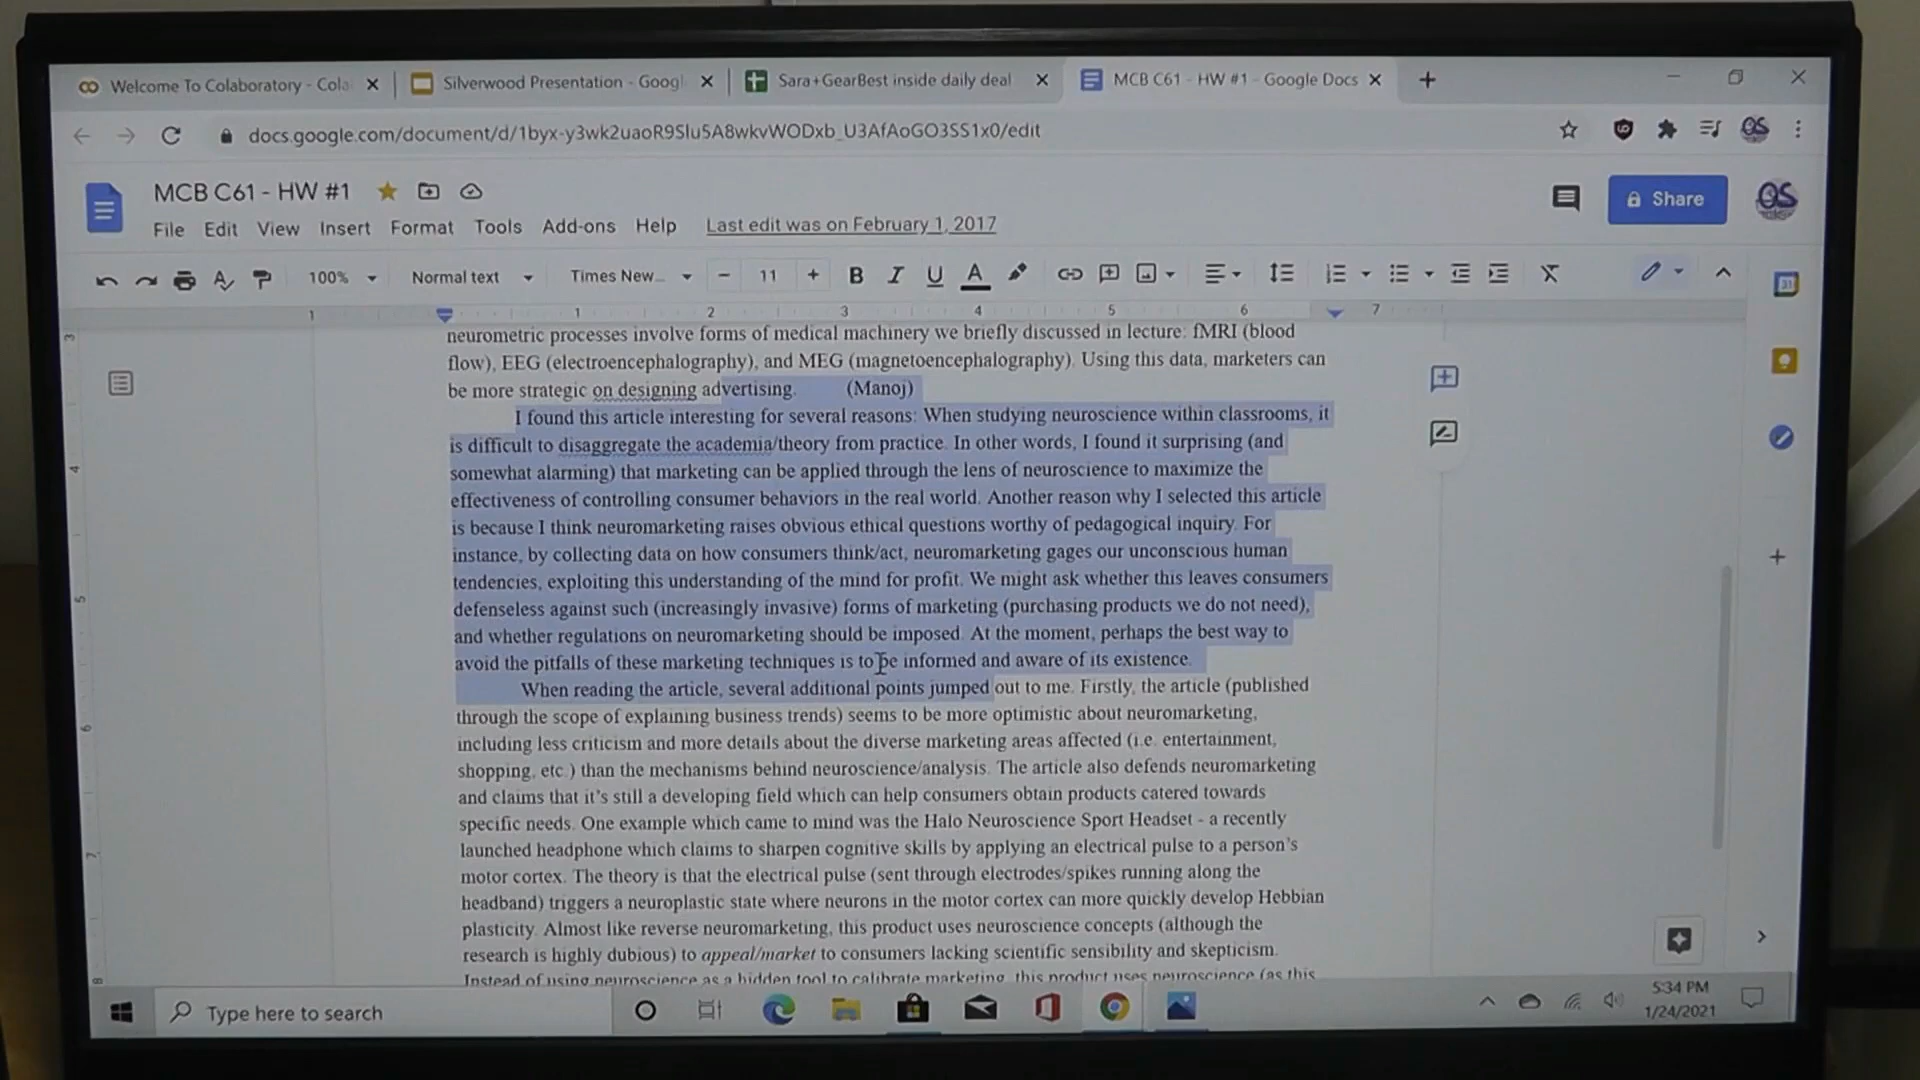 Welcome To Colaboratory - Cola
Silverwood Presentation - Googl
Sara+GearBest inside daily deal
MCB C61 - HW #1 - Google Docs
docs.google.com/document/d/1byx-y3wk2uaoR9Slu5A8wkvWODxb_U3AfAoGO3SS1x0/edit
MCB C61 - HW #1
Share
File Edit View Insert Format Tools Add-ons Help Last edit was on February 1, 2017
100% Normal text Times New... 11 B I U A
1 1 2 3 4 5 6 7
neurometric processes involve forms of medical machinery we briefly discussed in lecture: fMRI (blood
flow), EEG (electroencephalography), and MEG (magnetoencephalography). Using this data, marketers can
be more strategic on designing advertising. (Manoj)
I found this article interesting for several reasons: When studying neuroscience within classrooms, it
is difficult to disaggregate the academia/theory from practice. In other words, I found it surprising (and
somewhat alarming) that marketing can be applied through the lens of neuroscience to maximize the
effectiveness of controlling consumer behaviors in the real world. Another reason why I selected this article
is because I think neuromarketing raises obvious ethical questions worthy of pedagogical inquiry. For
instance, by collecting data on how consumers think/act, neuromarketing gages our unconscious human
tendencies, exploiting this understanding of the mind for profit. We might ask whether this leaves consumers
defenseless against such (increasingly invasive) forms of marketing (purchasing products we do not need),
and whether regulations on neuromarketing should be imposed. At the moment, perhaps the best way to
avoid the pitfalls of these marketing techniques is to be informed and aware of its existence.
When reading the article, several additional points jumped out to me. Firstly, the article (published
through the scope of explaining business trends) seems to be more optimistic about neuromarketing,
including less criticism and more details about the diverse marketing areas affected (i.e. entertainment,
shopping, etc.) than the mechanisms behind neuroscience/analysis. The article also defends neuromarketing
and claims that it's still a developing field which can help consumers obtain products catered towards
specific needs. One example which came to mind was the Halo Neuroscience Sport Headset - a recently
launched headphone which claims to sharpen cognitive skills by applying an electrical pulse to a person's
motor cortex. The theory is that the electrical pulse (sent through electrodes/spikes running along the
headband) triggers a neuroplastic state where neurons in the motor cortex can more quickly develop Hebbian
plasticity. Almost like reverse neuromarketing, this product uses neuroscience concepts (although the
research is highly dubious) to appeal/market to consumers lacking scientific sensibility and skepticism.
Instead of using neuroscience as a hidden tool to calibrate marketing, this product uses neuroscience (as this
3
4
5
6
7
8
Type here to search
5:34 PM
1/24/2021